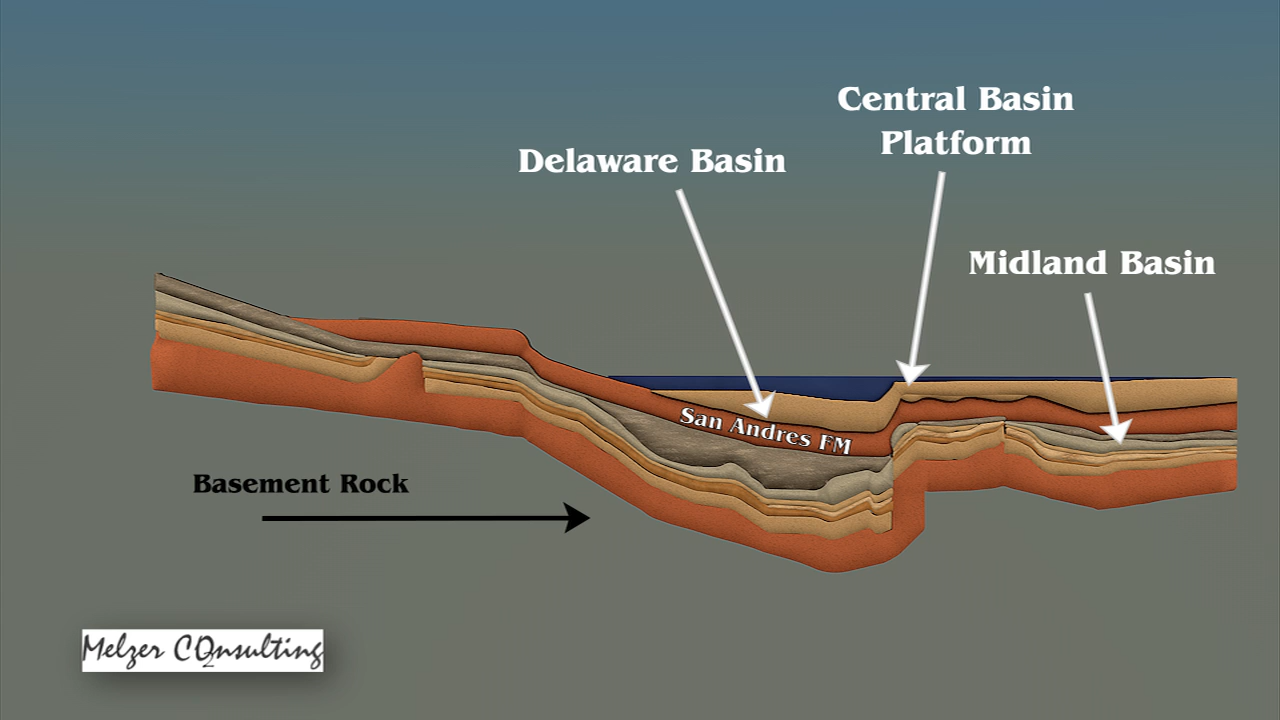 Central Basin
Platform
Delaware Basin
Midland Basin
San Andres FM
Basement Rock
Melzer CO2nsulting